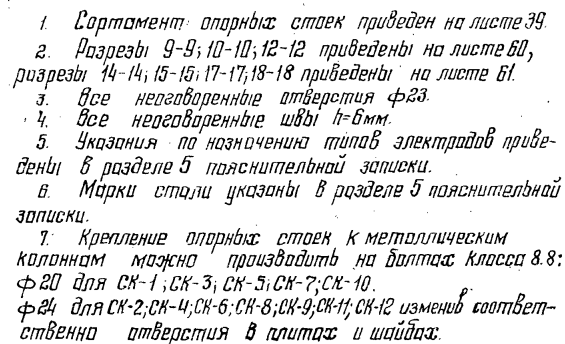 1. Сортамент опорных стоек приведен на листе 39.
2. Разрезы 9-9; 10-10; 12-12 приведены на листе 60,
разрезы 14-14; 15-15; 17-17; 18-18 приведены на листе 61.
3. Все неоговоренные отверстия ф23.
4. Все неоговоренные швы h=6мм.
5. Указания по назначению типов электродов приве-
дены в разделе 5 пояснительной записки.
6. Марки стали указаны в разделе 5 пояснительной
записки.
7. Крепление опорных стоек к металлическим
колоннам можно производить на болтах класса 8.8:
ф20 для СК-1; СК-3; СК-5; СК-7; СК-10.
ф24 для СК-2; СК-4; СК-6; СК-8; СК-9; СК-11; СК-12 изменив соответ-
ственно отверстия в плитах и шайбах.